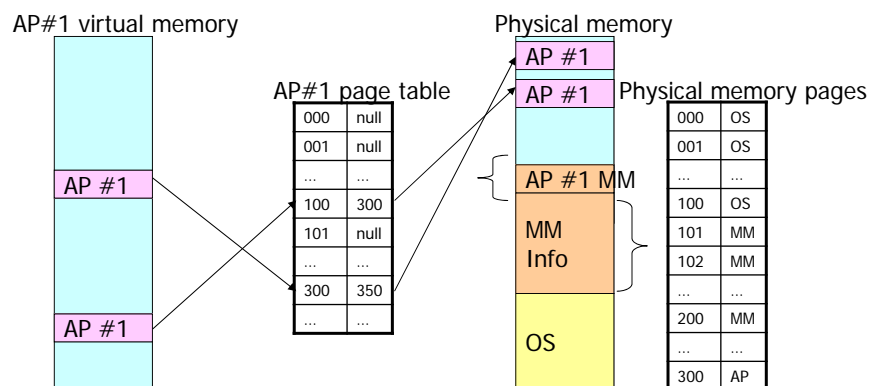 AP#1 virtual memory
AP #1
AP #1
AP#1 page table
000 null
001 null
... ...
100 300
101 null
... ...
300 350
... ...
Physical memory
AP #1
AP #1
AP #1 MM
MM
Info
OS
Physical memory pages
000 OS
001 OS
... ...
100 OS
101 MM
102 MM
... ...
200 MM
... ...
300 AP